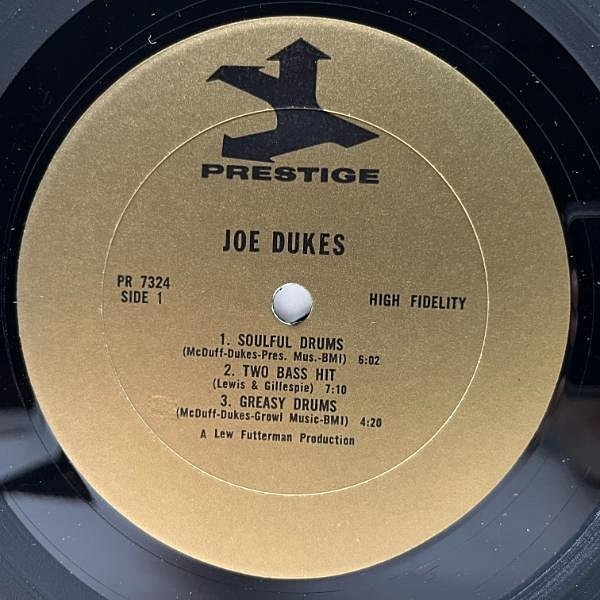 PRESTIGE
JOE DUKES
PR 7324
SIDE 1
HIGH FIDELITY
1. SOULFUL DRUMS
(McDuff-Dukes-Pres. Mus.-BMI) 6:02
2. TWO BASS HIT
(Lewis & Gillespie) 7:10
3. GREASY DRUMS
(McDuff-Dukes-Growl Music-BMI) 4:20
A Lew Futterman Production